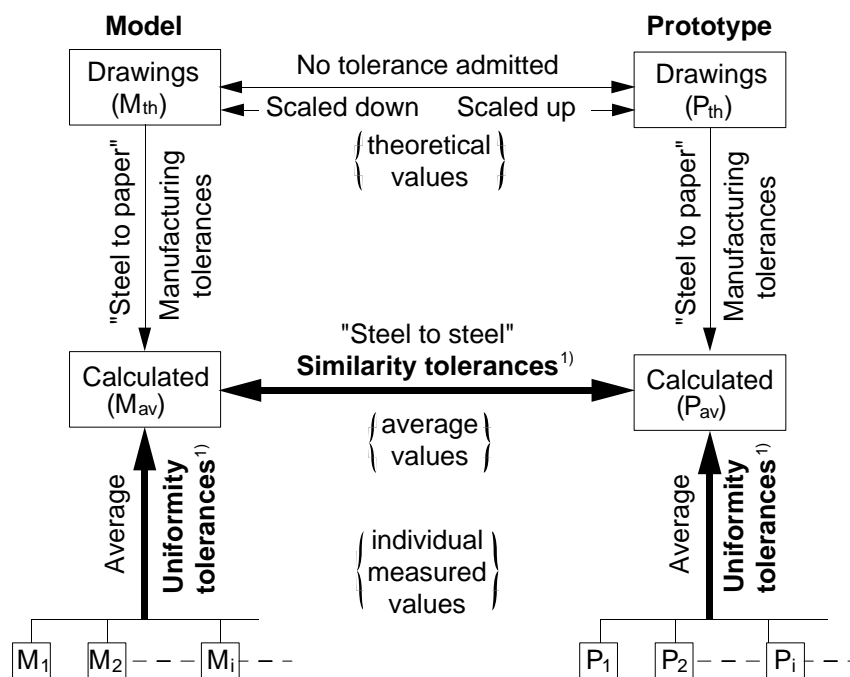 Model
Prototype
Drawings
(Mth)
No tolerance admitted
Scaled down
Scaled up
Drawings
(Pth)
theoretical
values
"Steel to paper"
Manufacturing
tolerances
"Steel to paper"
Manufacturing
tolerances
"Steel to steel"
Similarity tolerances1)
Calculated
(Mav)
Calculated
(Pav)
average
values
Average
Uniformity
tolerances1)
Average
Uniformity
tolerances1)
individual
measured
values
M1
M2
Mi
P1
P2
Pi